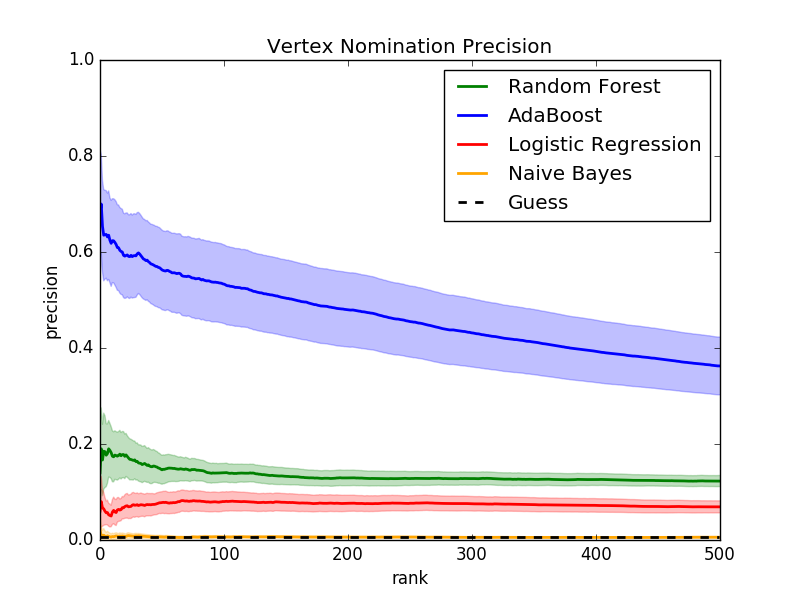 Vertex Nomination Precision
1.0
0.8
0.6
0.4
0.2
0.0
precision
Random Forest
AdaBoost
Logistic Regression
Naive Bayes
Guess
0 100 200 300 400 500
rank